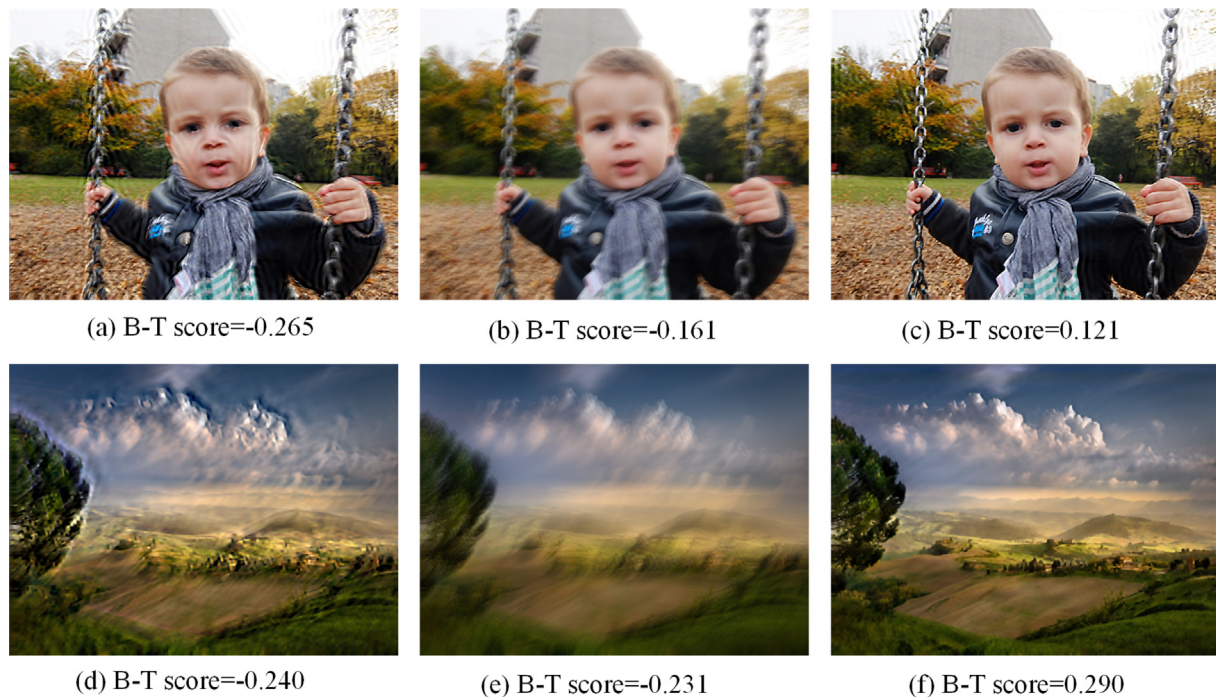 (a) B-T score=-0.265
(b) B-T score=-0.161
(c) B-T score=0.121
(d) B-T score=-0.240
(e) B-T score=-0.231
(f) B-T score=0.290